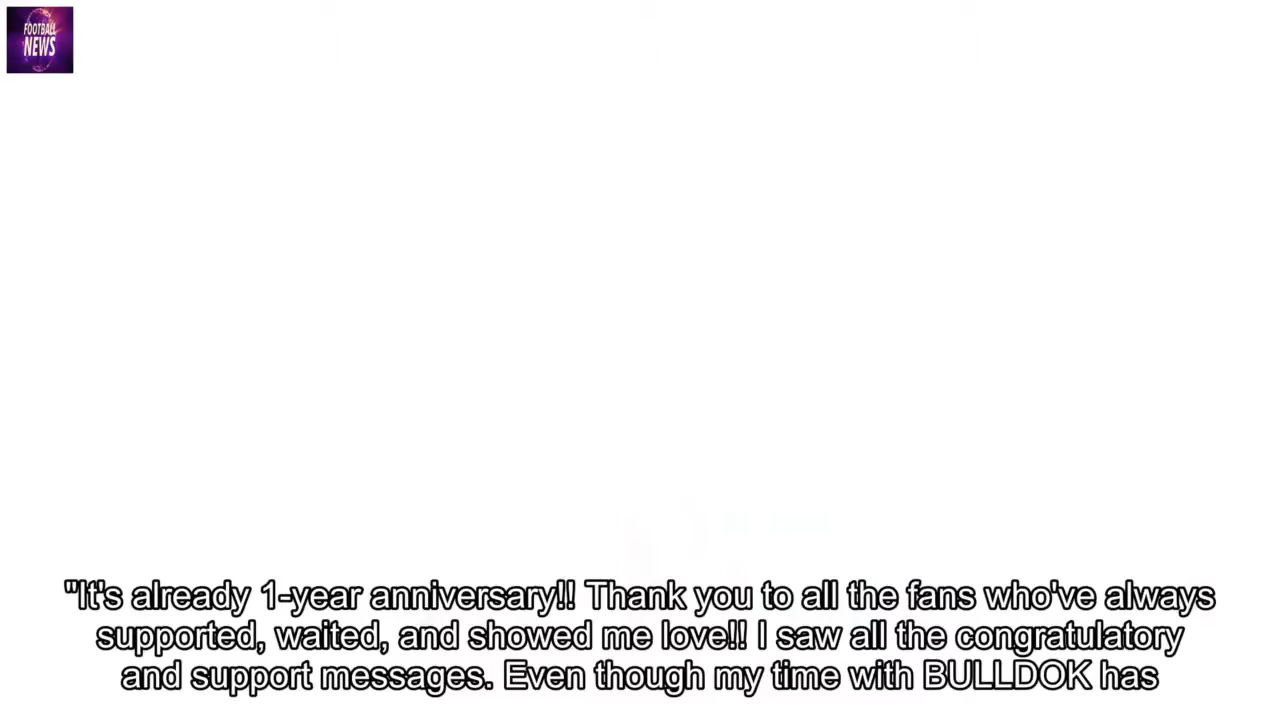 FOOTBALL
NEWS
"It's already 1-year anniversary!! Thank you to all the fans who've always
supported, waited, and showed me love!! I saw all the congratulatory
and support messages. Even though my time with BULLDOK has